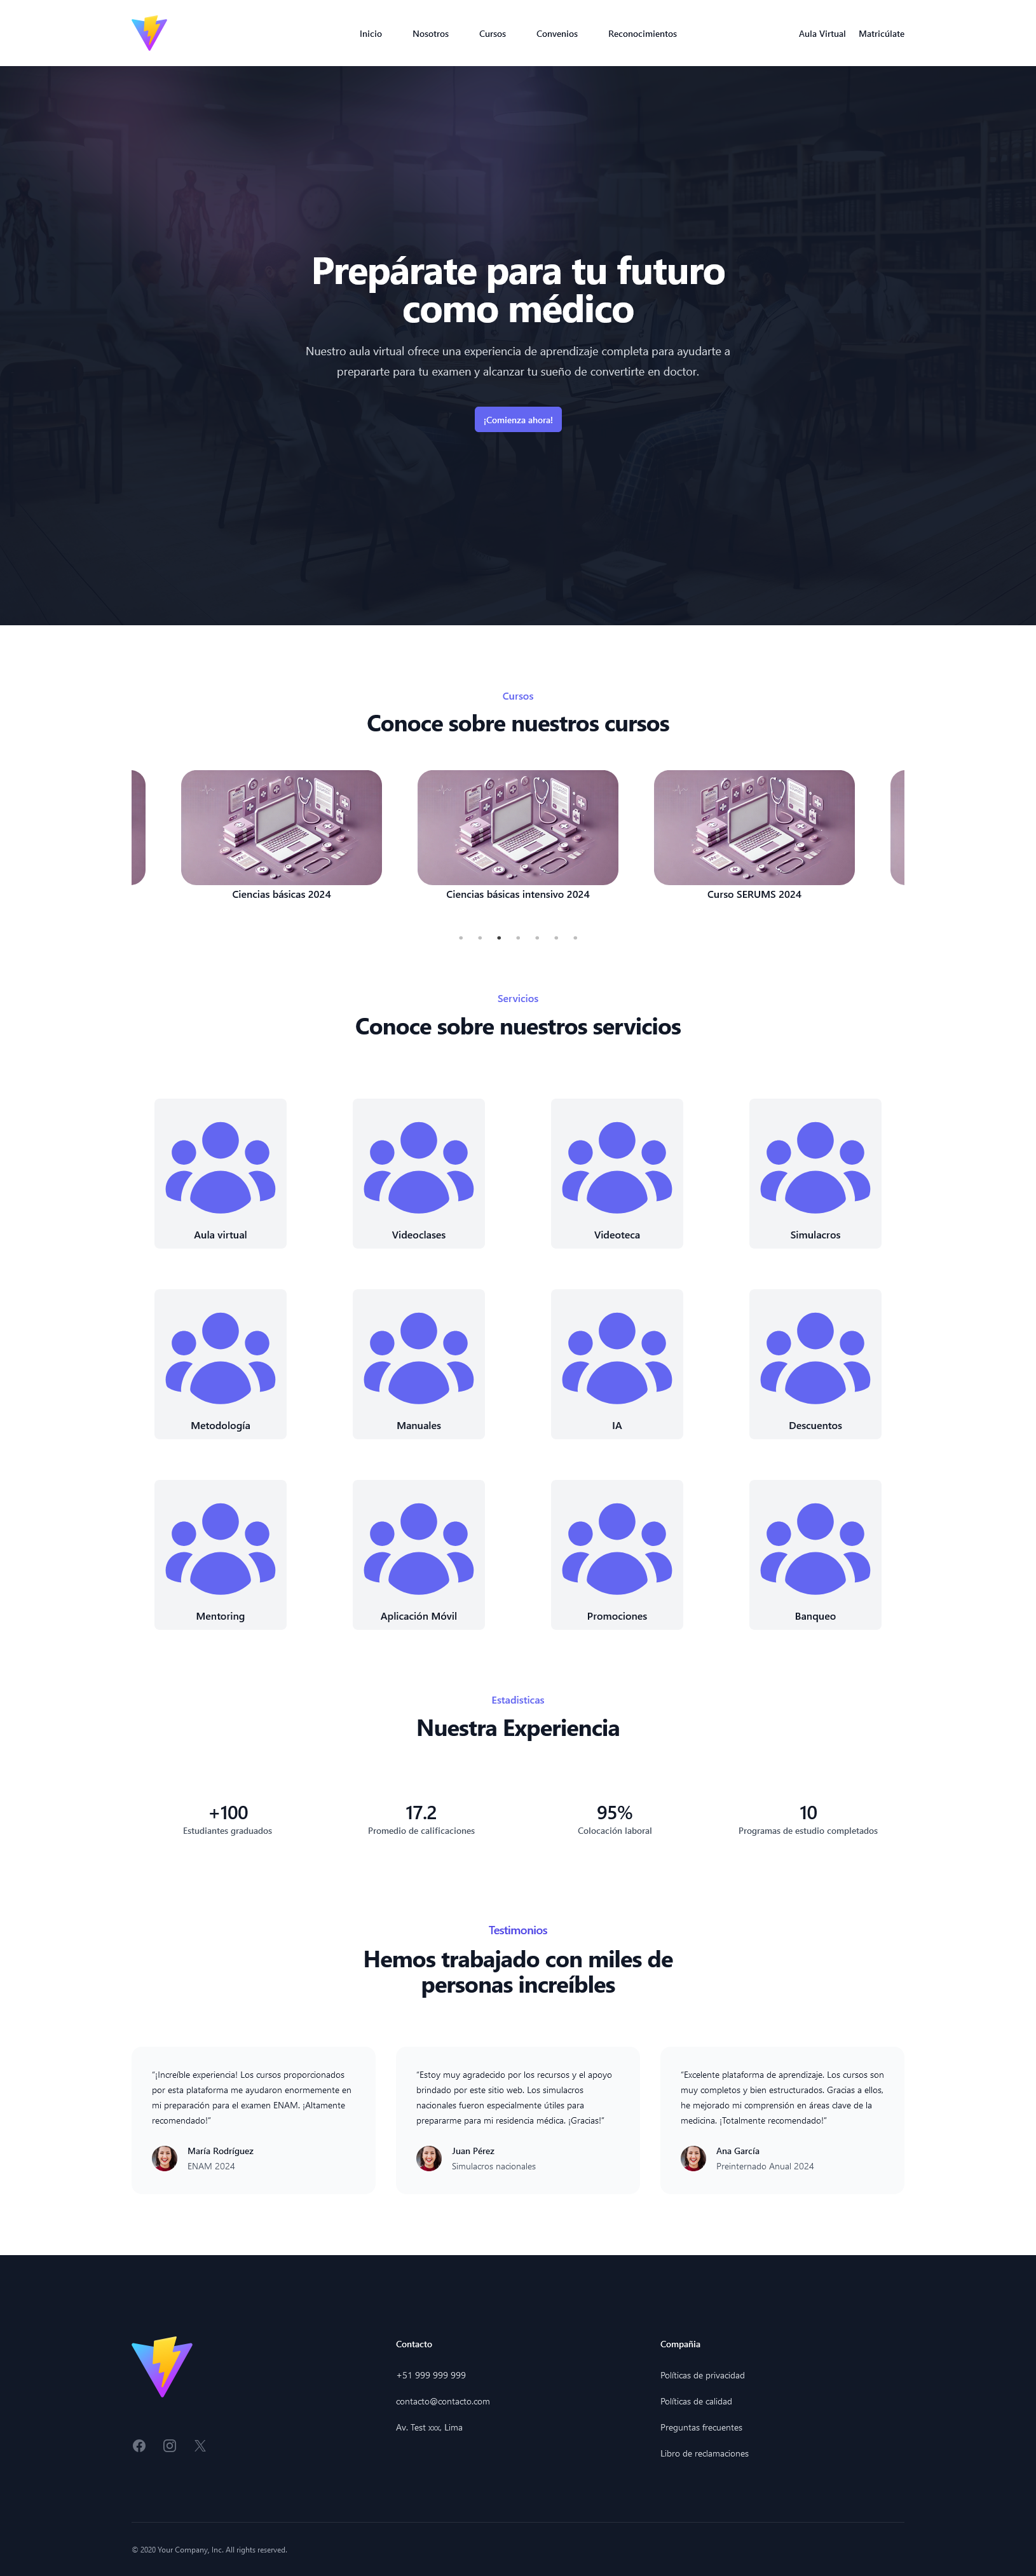 Inicio
Nosotros
Cursos
Convenios
Reconocimientos
Aula Virtual
Matricúlate
Prepárate para tu futuro
como médico
Nuestro aula virtual ofrece una experiencia de aprendizaje completa para ayudarte a
prepararte para tu examen y alcanzar tu sueño de convertirte en doctor.
¡Comienza ahora!
Cursos
Conoce sobre nuestros cursos
Ciencias básicas 2024
Ciencias básicas intensivo 2024
Curso SERUMS 2024
Servicios
Conoce sobre nuestros servicios
Aula virtual
Videoclases
Videoteca
Simulacros
Metodología
Manuales
IA
Descuentos
Mentoring
Aplicación Móvil
Promociones
Banqueo
Estadisticas
Nuestra Experiencia
+100
Estudiantes graduados
17.2
Promedio de calificaciones
95%
Colocación laboral
10
Programas de estudio completados
Testimonios
Hemos trabajado con miles de
personas increíbles
"¡Increíble experiencia! Los cursos proporcionados
por esta plataforma me ayudaron enormemente en
mi preparación para el examen ENAM. ¡Altamente
recomendado!"
María Rodríguez
ENAM 2024
"Estoy muy agradecido por los recursos y el apoyo
brindado por este sitio web. Los simulacros
nacionales fueron especialmente útiles para
prepararme para mi residencia médica. ¡Gracias!"
Juan Pérez
Simulacros nacionales
"Excelente plataforma de aprendizaje. Los cursos son
muy completos y bien estructurados. Gracias a ellos,
he mejorado mi comprensión en áreas clave de la
medicina. ¡Totalmente recomendado!"
Ana García
Preinternado Anual 2024
Contacto
+51 999 999 999
contacto@contacto.com
Av. Test xxx, Lima
Compañia
Políticas de privacidad
Políticas de calidad
Preguntas frecuentes
Libro de reclamaciones
© 2020 Your Company, Inc. All rights reserved.